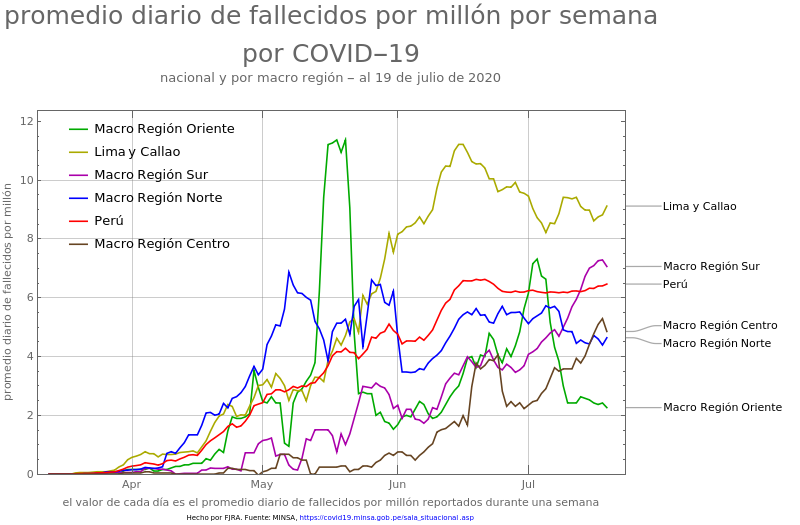 promedio diario de fallecidos por millón por semana
por COVID−19
nacional y por macro región − al 19 de julio de 2020
promedio diario de fallecidos por millón
12
10
8
6
4
2
0
Macro Región Oriente
Lima y Callao
Macro Región Sur
Macro Región Norte
Perú
Macro Región Centro
Lima y Callao
Macro Región Sur
Perú
Macro Región Centro
Macro Región Norte
Macro Región Oriente
Apr May Jun Jul
el valor de cada día es el promedio diario de fallecidos por millón reportados durante una semana
Hecho por FJRA. Fuente: MINSA, https://covid19.minsa.gob.pe/sala_situacional.asp